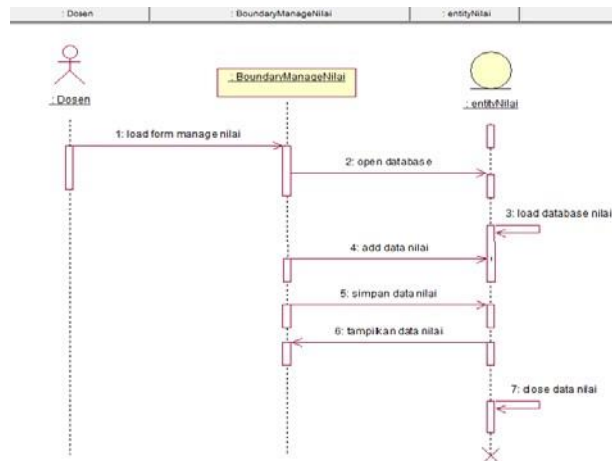 : Dosen
: BoundaryManageNilai
: entityNilai
: Dosen
: BoundaryManageNilai
: entityNilai
1: load form manage nilai
2: open database
3: load database nilai
4: add data nilai
5: simpan data nilai
6: tampilkan data nilai
7: close data nilai